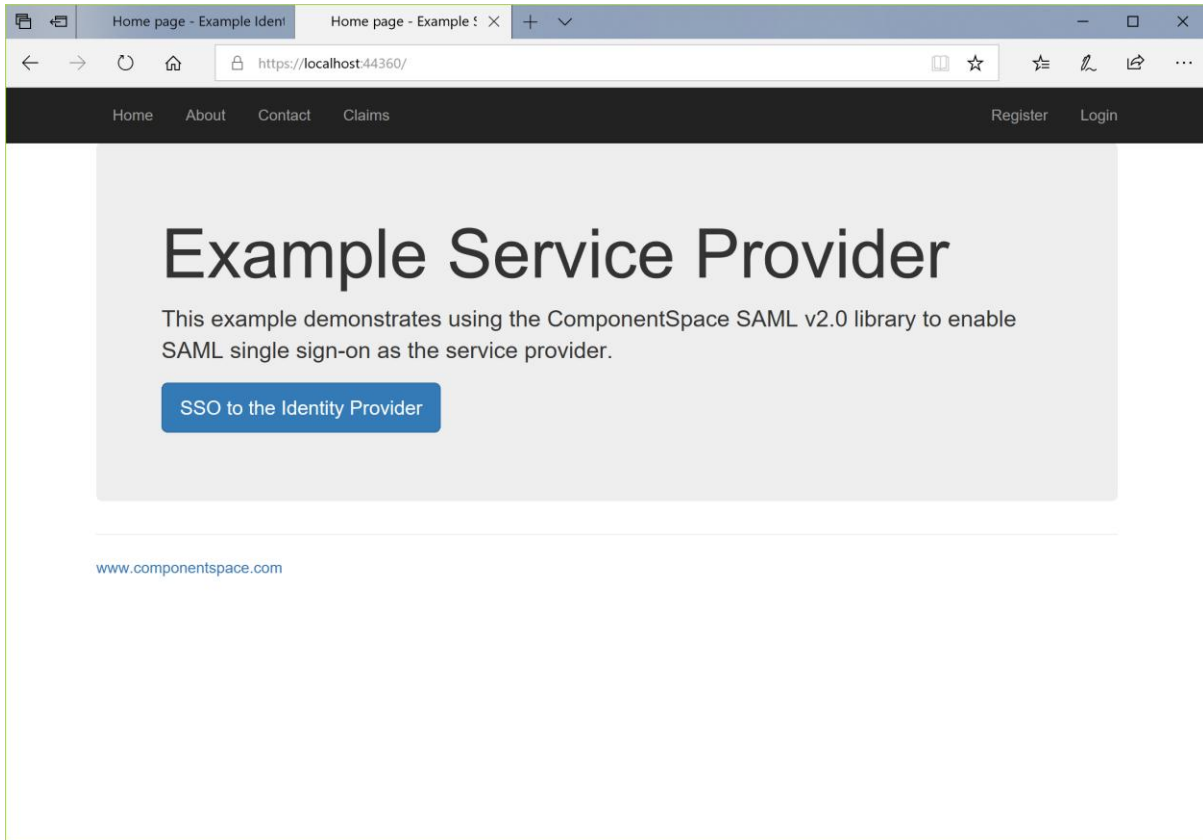 Home page - Example Ident
Home page - Example S
https://localhost:44360/
Home About Contact Claims Register Login
Example Service Provider
This example demonstrates using the ComponentSpace SAML v2.0 library to enable
SAML single sign-on as the service provider.
SSO to the Identity Provider
www.componentspace.com